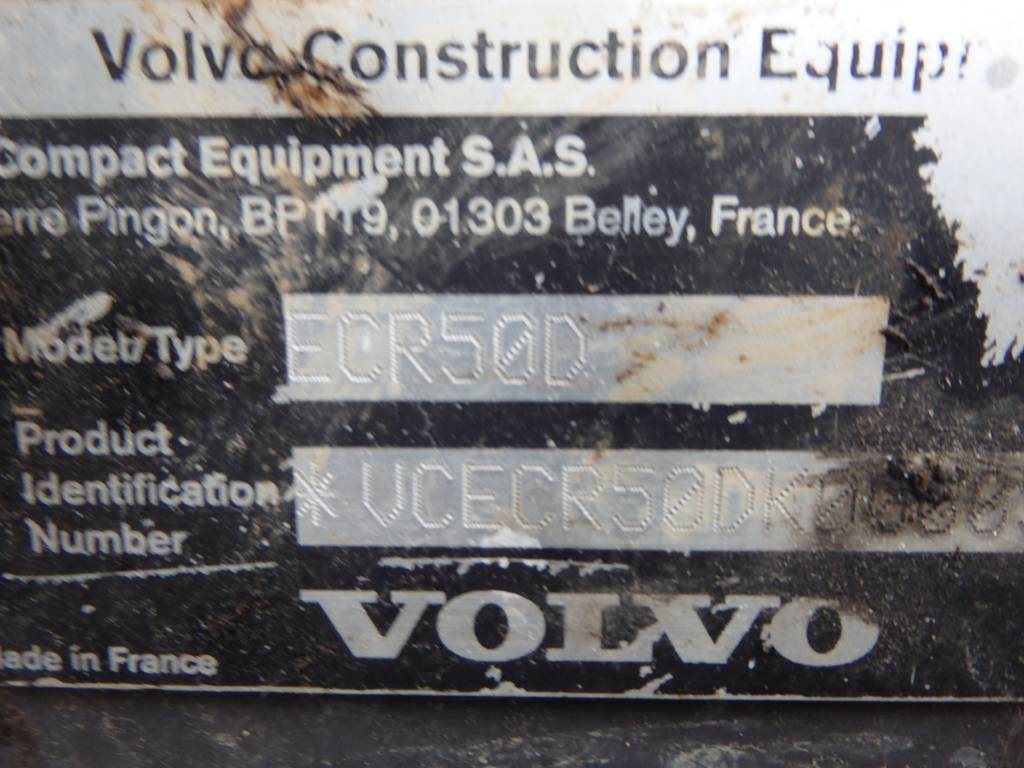 Volvo Construction Equip
Compact Equipment S.A.S.
erre Pingon, BP119, 01303 Belley, France.
Model/Type ECR50D
Product
Identification
Number
*VCECR50DK
VOLVO
Made in France